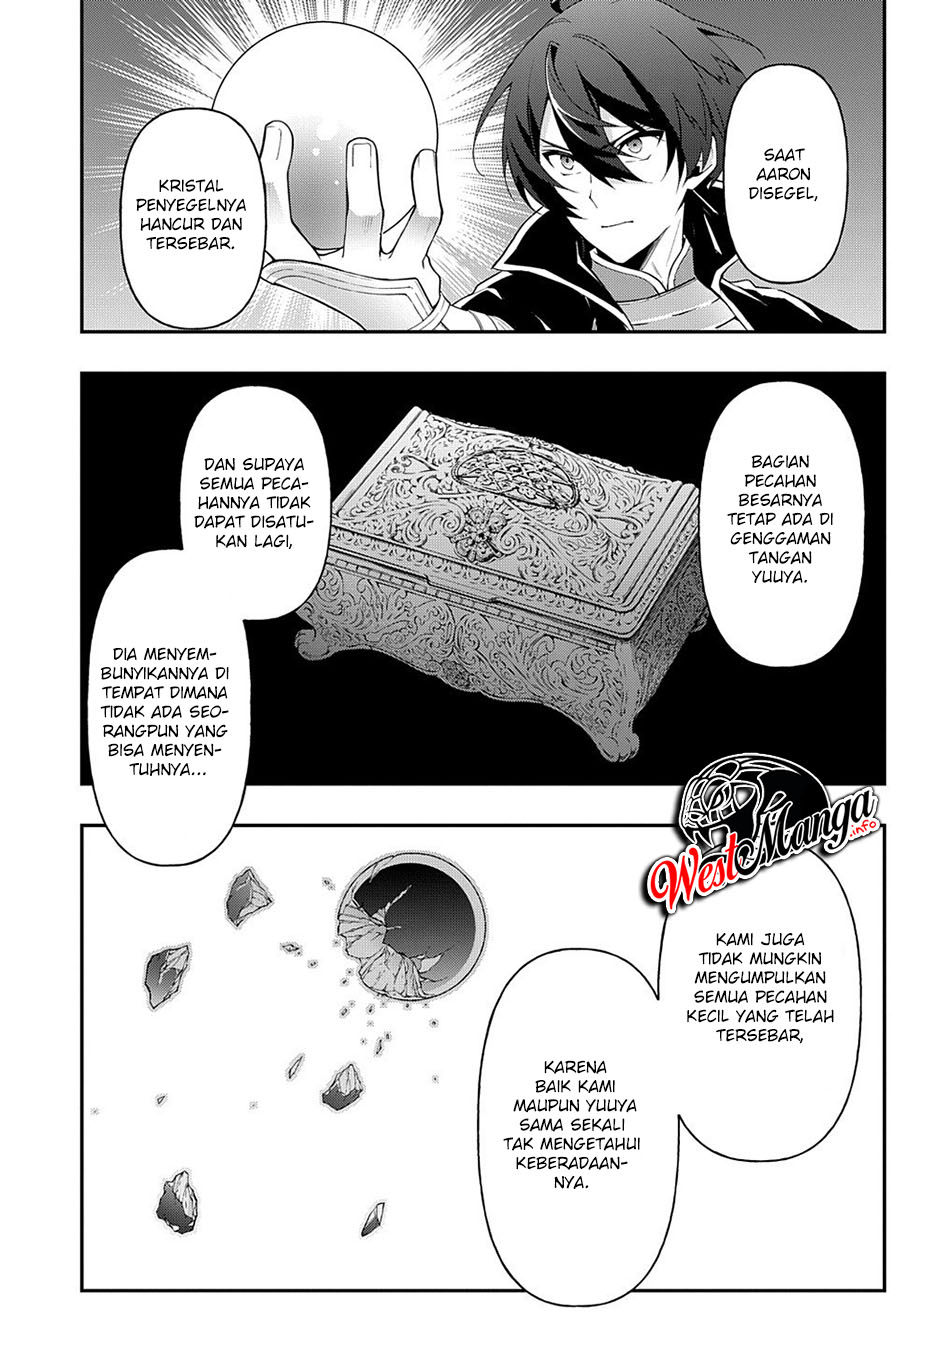 SAAT
AARON
DISEGEL,
KRISTAL
PENYEGELNYA
HANCUR DAN
TERSEBAR.
BAGIAN
PECAHAN
BESARNYA
TETAP ADA DI
GENGGAMAN
TANGAN
YUUYA.
DAN SUPAYA
SEMUA PECA-
HANNYA TIDAK
DAPAT DISATU-
KAN LAGI,
DIA MENYEM-
BUNYIKANNYA DI
TEMPAT DIMANA
TIDAK ADA SEO-
RANGPUN YANG
BISA MENYEN-
TUHNYA...
WestManga
.info
KAMI JUGA
TIDAK MUNGKIN
MENGUMPULKAN
SEMUA PECAHAN
KECIL YANG TELAH
TERSEBAR,
KARENA
BAIK KAMI
MAUPUN YUUYA
SAMA SEKALI
TAK MENGETAHUI
KEBERADAAN-
NYA.